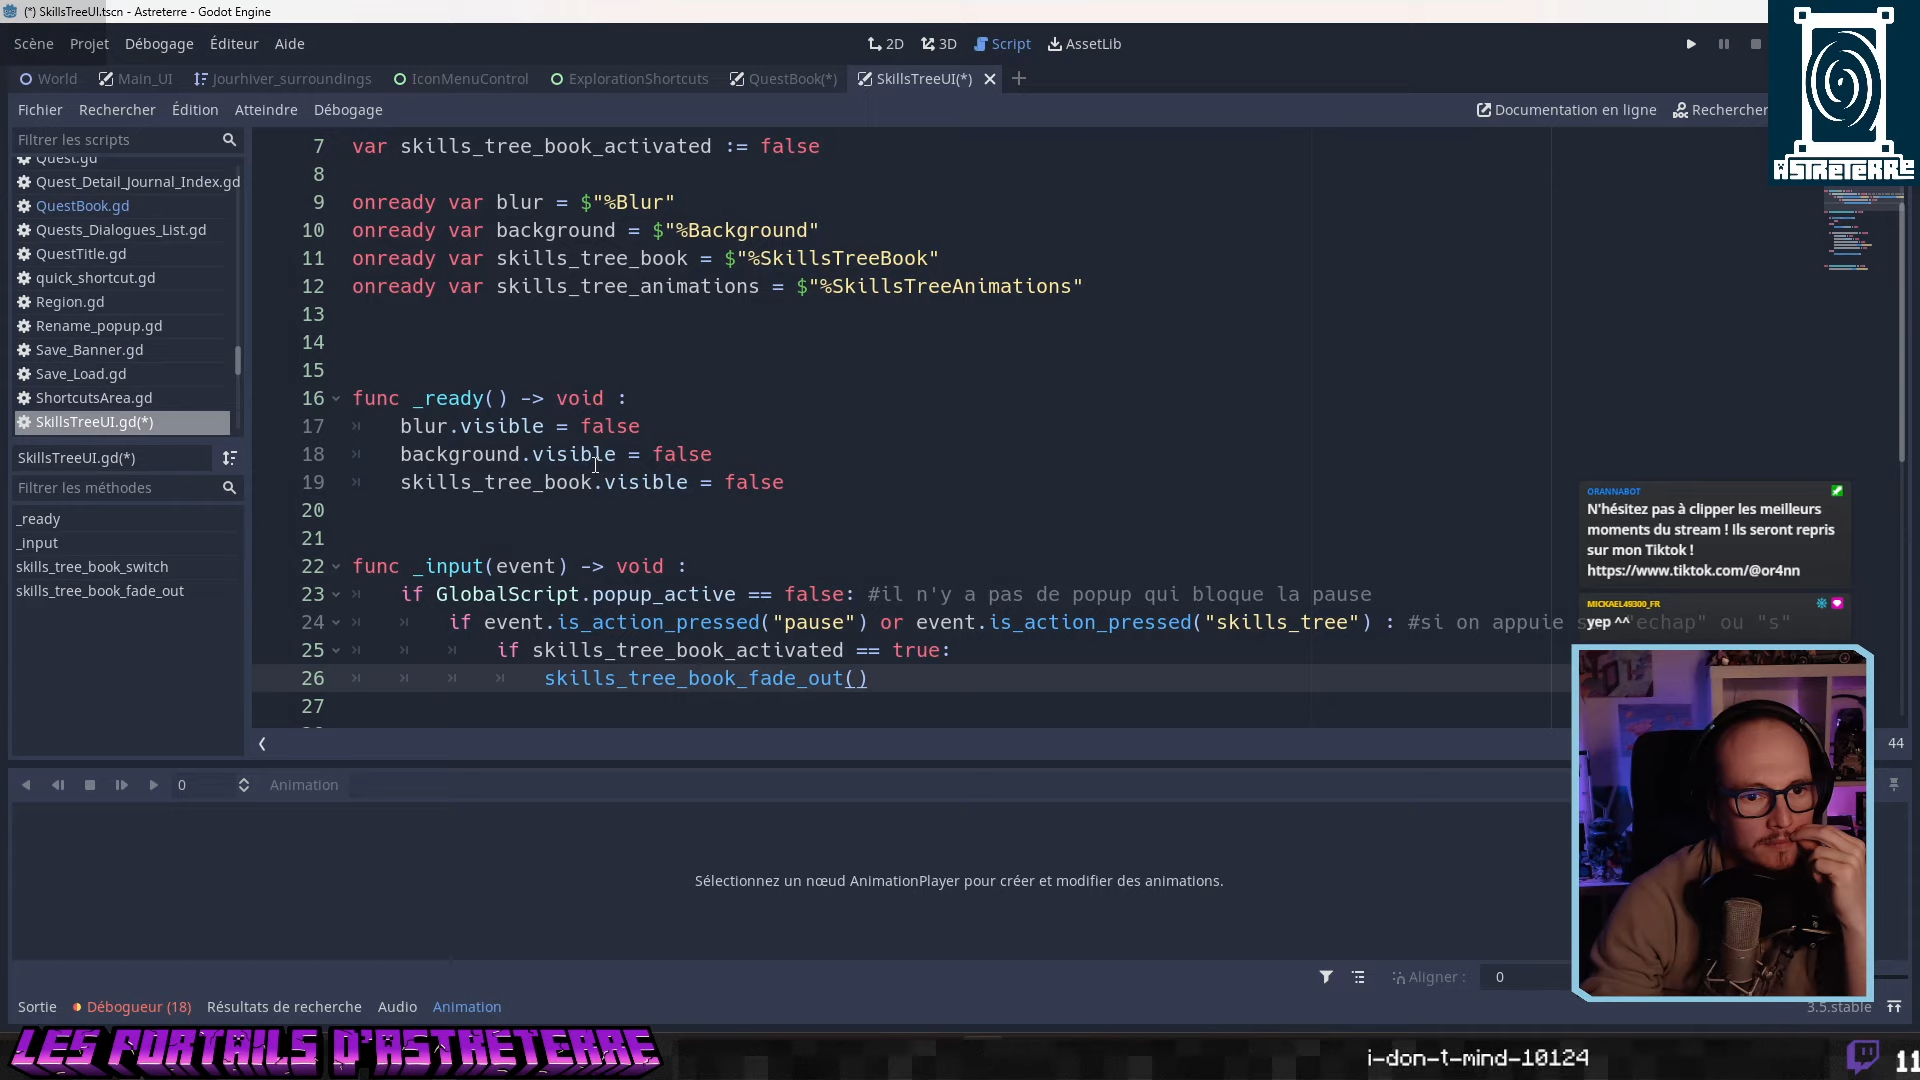 (*) SkillsTreeUI.tscn - Astreterre - Godot Engine
Scène Projet Débogage Éditeur Aide
2D 3D Script AssetLib
World Main_UI Jourhiver_surroundings IconMenuControl ExplorationShortcuts QuestBook(*) SkillsTreeUI(*)
Fichier Rechercher Édition Atteindre Débogage
Documentation en ligne Rechercher
ASTRETERRE
Filtrer les scripts
Quest.gd
Quest_Detail_Journal_Index.gd
QuestBook.gd
Quests_Dialogues_List.gd
QuestTitle.gd
quick_shortcut.gd
Region.gd
Rename_popup.gd
Save_Banner.gd
Save_Load.gd
ShortcutsArea.gd
SkillsTreeUI.gd(*)
SkillsTreeUI.gd(*)
Filtrer les méthodes
_ready
_input
skills_tree_book_switch
skills_tree_book_fade_out
7 var skills_tree_book_activated := false
8
9 onready var blur = $"%Blur"
10 onready var background = $"%Background"
11 onready var skills_tree_book = $"%SkillsTreeBook"
12 onready var skills_tree_animations = $"%SkillsTreeAnimations"
13
14
15
16 func _ready() -> void :
17 blur.visible = false
18 background.visible = false
19 skills_tree_book.visible = false
20
21
22 func _input(event) -> void :
23 if GlobalScript.popup_active == false: #il n'y a pas de popup qui bloque la pause
24 if event.is_action_pressed("pause") or event.is_action_pressed("skills_tree") : #si on appuie s "echap" ou "s"
25 if skills_tree_book_activated == true:
26 skills_tree_book_fade_out()
27
44
ORANNABOT
N'hésitez pas à clipper les meilleurs
moments du stream ! Ils seront repris
sur mon Tiktok !
https://www.tiktok.com/@or4nn
MICKAEL49300_FR
yep ^^
0 Animation
Sélectionnez un nœud AnimationPlayer pour créer et modifier des animations.
Aligner : 0
Sortie Débogueur (18) Résultats de recherche Audio Animation
3.5.stable
LES PORTAILS D'ASTRETERRE
i-don-t-mind-10124
11